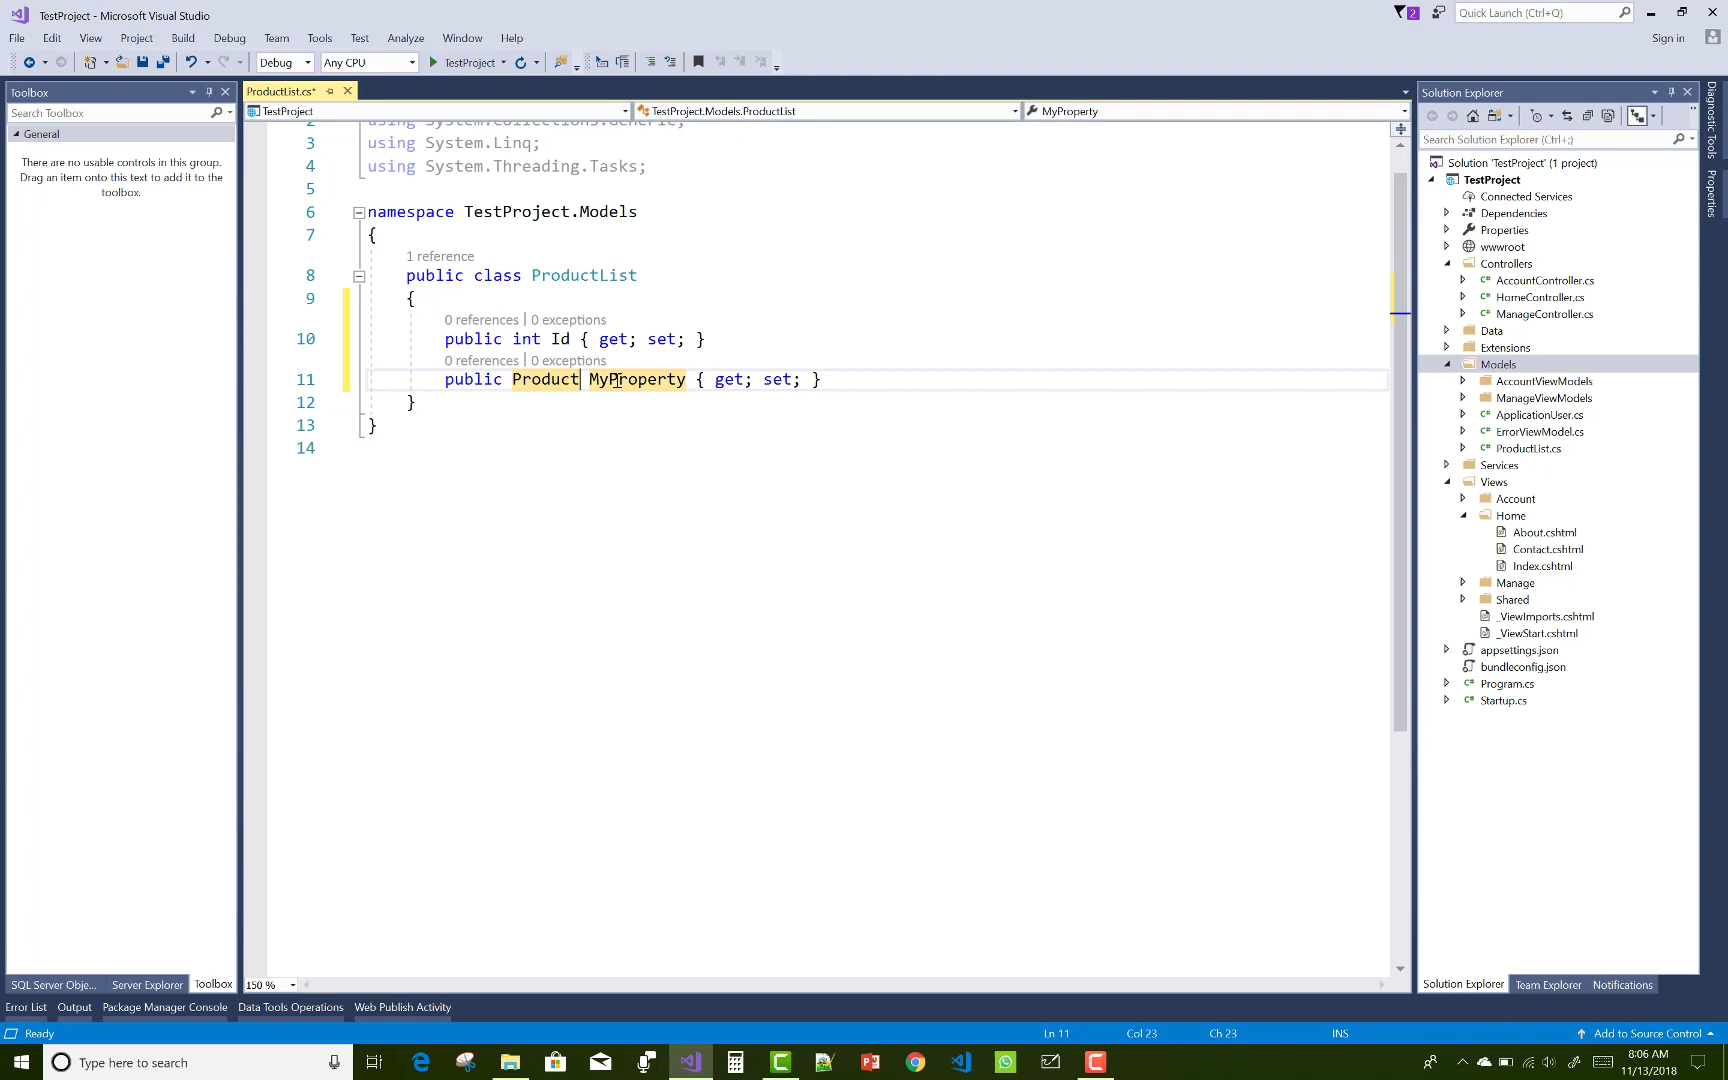 TestProject - Microsoft Visual Studio
2
Quick Launch (Ctrl+Q)
File Edit View Project Build Debug Team Tools Test Analyze Window Help
Sign in
Debug
Any CPU
TestProject
Toolbox
Search Toolbox
General
There are no usable controls in this group.
Drag an item onto this text to add it to the
toolbox.
ProductList.cs*
TestProject
TestProject.Models.ProductList
MyProperty
2 using System.Collections.Generic;
3 using System.Linq;
4 using System.Threading.Tasks;
5
6 namespace TestProject.Models
7 {
1 reference
8 public class ProductList
9 {
0 references | 0 exceptions
10 public int Id { get; set; }
0 references | 0 exceptions
11 public Product MyProperty { get; set; }
12 }
13 }
14
Solution Explorer
Search Solution Explorer (Ctrl+;)
Solution 'TestProject' (1 project)
TestProject
Connected Services
Dependencies
Properties
wwwroot
Controllers
C# AccountController.cs
C# HomeController.cs
C# ManageController.cs
Data
Extensions
Models
C# AccountViewModels
C# ManageViewModels
C# ApplicationUser.cs
C# ErrorViewModel.cs
C# ProductList.cs
Services
Views
Account
Home
About.cshtml
Contact.cshtml
Index.cshtml
Manage
Shared
_ViewImports.cshtml
_ViewStart.cshtml
appsettings.json
bundleconfig.json
C# Program.cs
C# Startup.cs
Diagnostic Tools
Properties
SQL Server Obje... Server Explorer Toolbox
150 %
Solution Explorer Team Explorer Notifications
Error List Output Package Manager Console Data Tools Operations Web Publish Activity
Ready
Ln 11
Col 23
Ch 23
INS
Add to Source Control
Type here to search
8:06 AM
11/13/2018